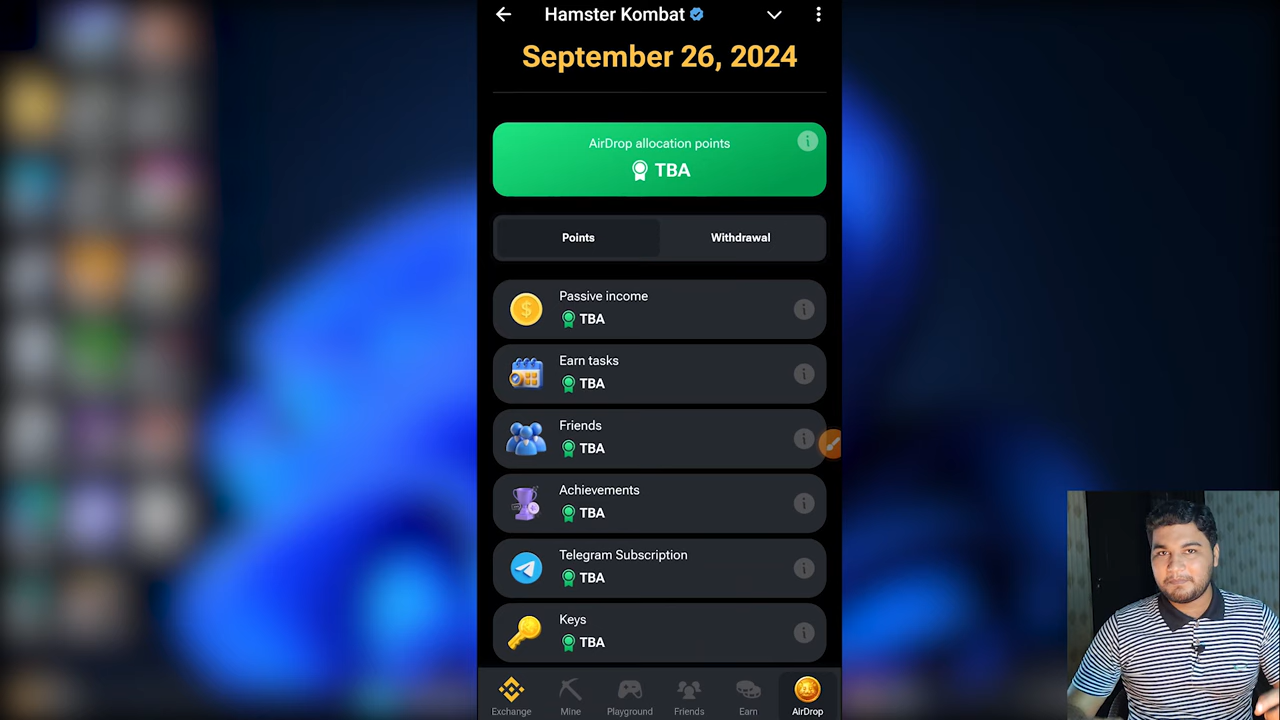 Hamster Kombat
September 26, 2024
AirDrop allocation points
TBA
Points
Withdrawal
Passive income
TBA
Earn tasks
TBA
Friends
TBA
Achievements
TBA
Telegram Subscription
TBA
Keys
TBA
Exchange
Mine
Playground
Friends
Earn
AirDrop